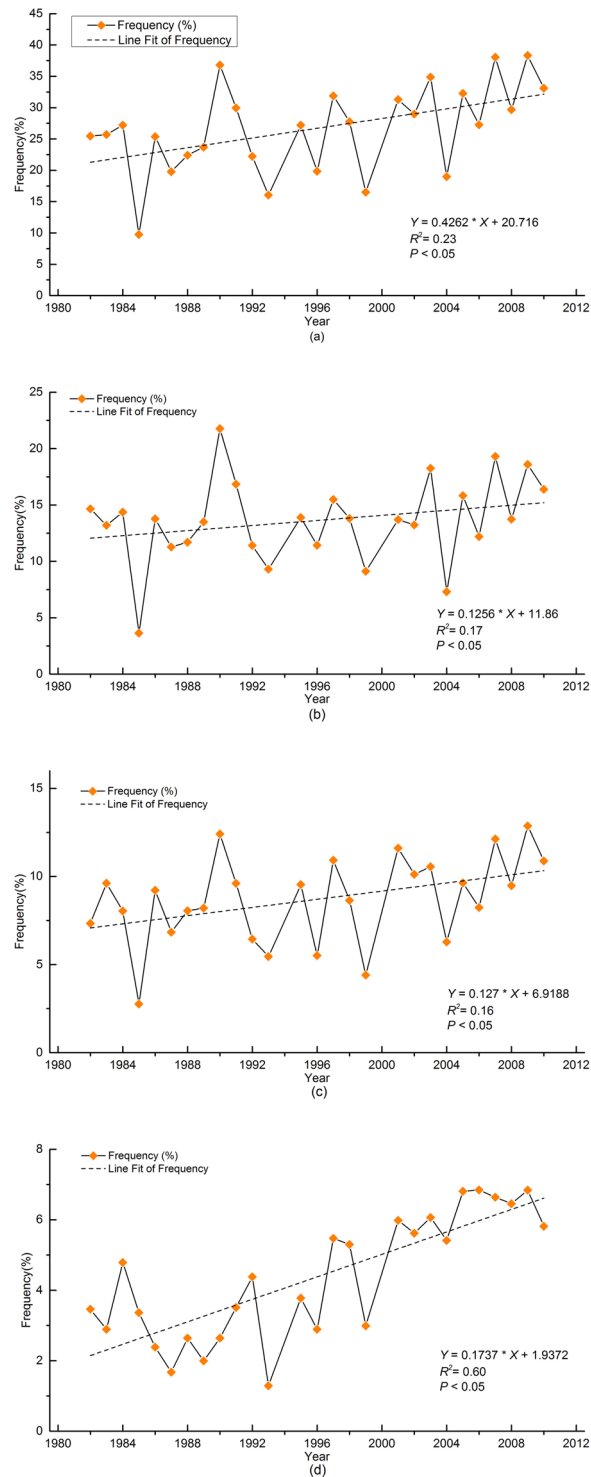 Frequency (%)
Line Fit of Frequency
45
40
35
30
25
20
15
10
5
0
Frequency(%)
Y = 0.4262 * X + 20.716
R²= 0.23
P < 0.05
1980 1984 1988 1992 1996 2000 2004 2008 2012
Year
(a)
Frequency (%)
Line Fit of Frequency
25
20
15
10
5
0
Frequency(%)
Y = 0.1256 * X + 11.86
R²= 0.17
P < 0.05
1980 1984 1988 1992 1996 2000 2004 2008 2012
Year
(b)
Frequency (%)
Line Fit of Frequency
15
10
5
0
Frequency(%)
Y = 0.127 * X + 6.9188
R²= 0.16
P < 0.05
1980 1984 1988 1992 1996 2000 2004 2008 2012
Year
(c)
Frequency (%)
Line Fit of Frequency
8
6
4
2
0
Frequency(%)
Y = 0.1737 * X + 1.9372
R²= 0.60
P < 0.05
1980 1984 1988 1992 1996 2000 2004 2008 2012
Year
(d)